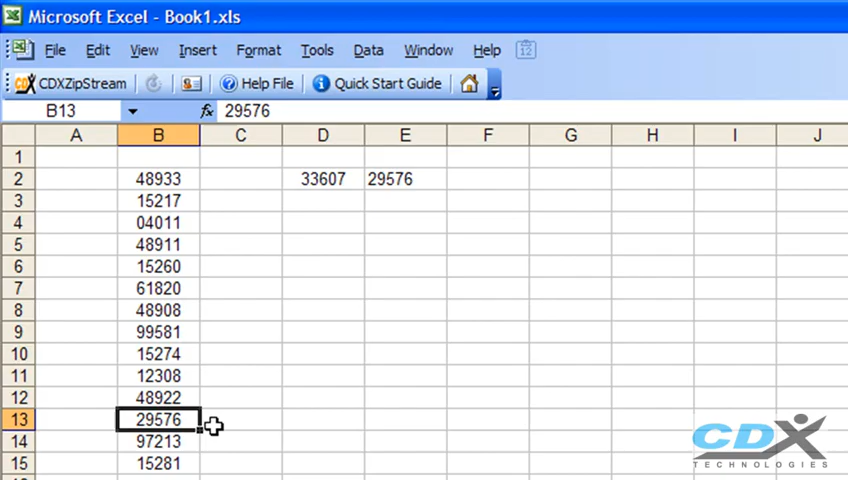 Microsoft Excel - Book1.xls
File Edit View Insert Format Tools Data Window Help 12
CDX CDXZipStream ? Help File i Quick Start Guide
B13 fx 29576
A B C D E F G H I J
1
2 48933 33607 29576
3 15217
4 04011
5 48911
6 15260
7 61820
8 48908
9 99581
10 15274
11 12308
12 48922
13 29576
14 97213
15 15281
CDX
TECHNOLOGIES